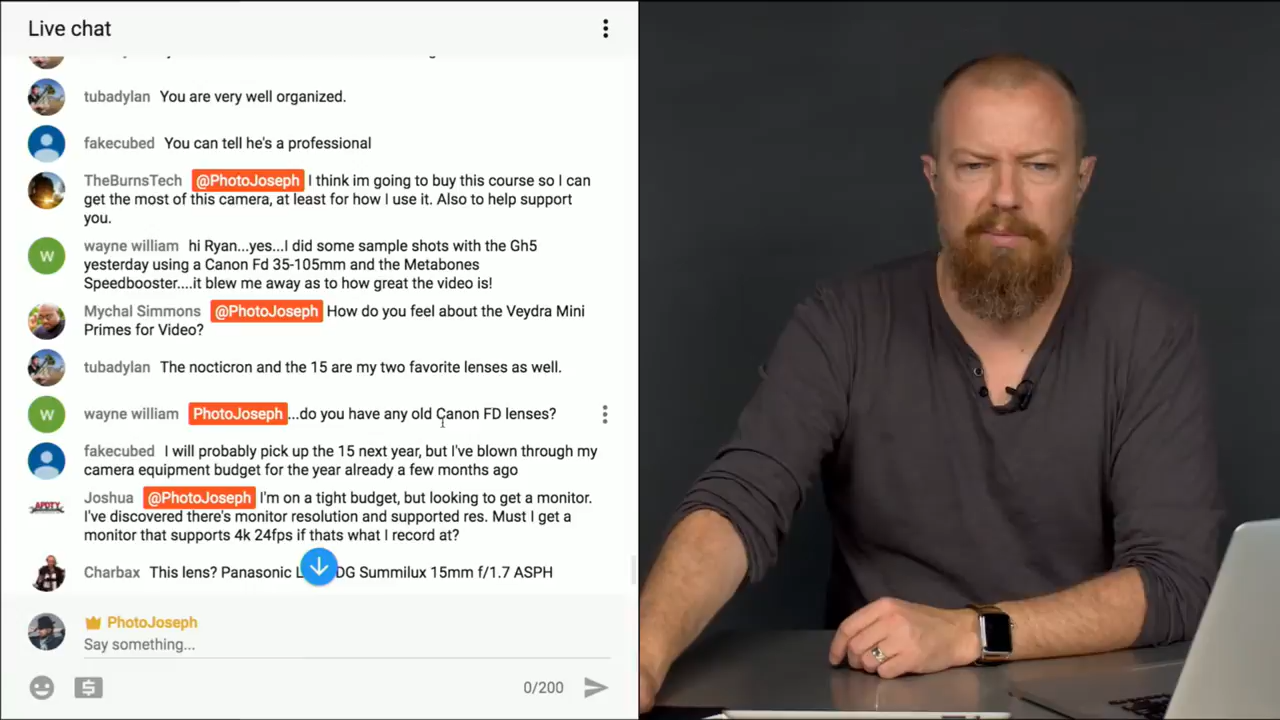 Live chat
tubadylan You are very well organized.
fakecubed You can tell he's a professional
TheBurnsTech @PhotoJoseph I think im going to buy this course so I can
get the most of this camera, at least for how I use it. Also to help support
you.
wayne william hi Ryan...yes...I did some sample shots with the Gh5
yesterday using a Canon Fd 35-105mm and the Metabones
Speedbooster....it blew me away as to how great the video is!
Mychal Simmons @PhotoJoseph How do you feel about the Veydra Mini
Primes for Video?
tubadylan The nocticron and the 15 are my two favorite lenses as well.
wayne william PhotoJoseph...do you have any old Canon FD lenses?
fakecubed I will probably pick up the 15 next year, but I've blown through my
camera equipment budget for the year already a few months ago
Joshua @PhotoJoseph I'm on a tight budget, but looking to get a monitor.
I've discovered there's monitor resolution and supported res. Must I get a
monitor that supports 4k 24fps if thats what I record at?
Charbax This lens? Panasonic DG Summilux 15mm f/1.7 ASPH
PhotoJoseph
Say something...
0/200